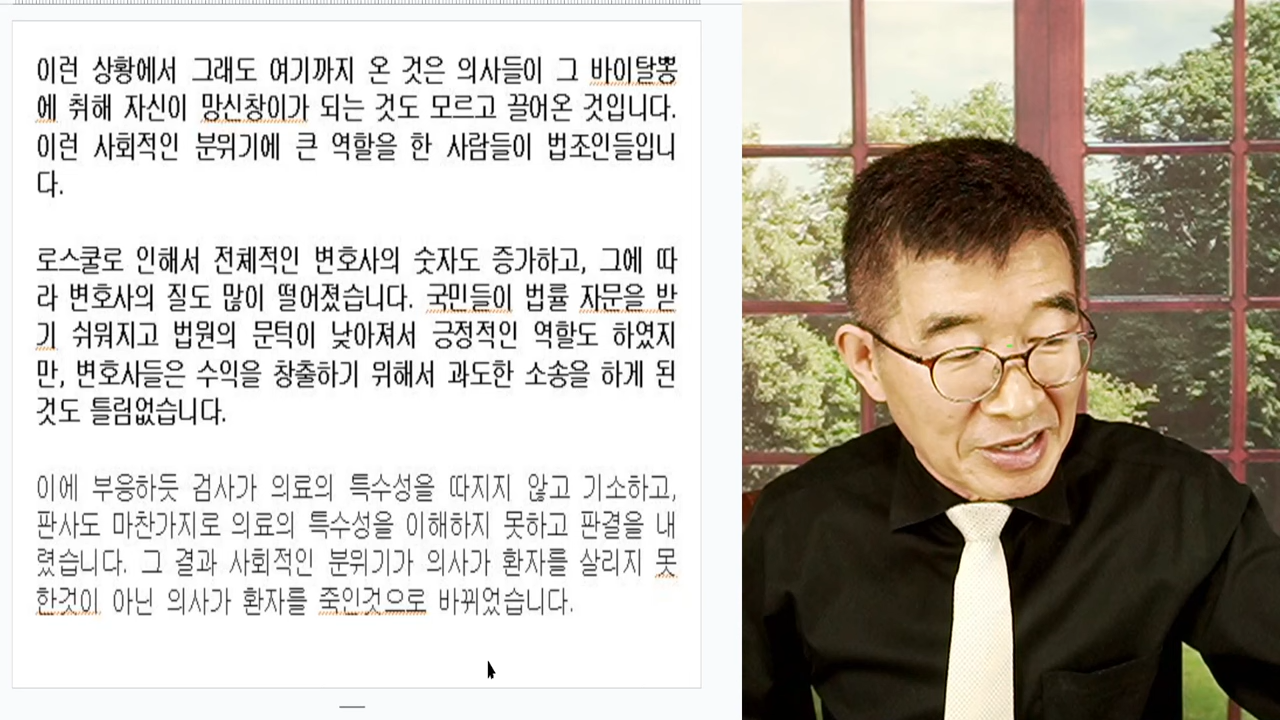 이런 상황에서 그래도 여기까지 온 것은 의사들이 그 바이탈뽕
에 취해 자신이 망신창이가 되는 것도 모르고 끌어온 것입니다.
이런 사회적인 분위기에 큰 역할을 한 사람들이 법조인들입니
다.
로스쿨로 인해서 전체적인 변호사의 숫자도 증가하고, 그에 따
라 변호사의 질도 많이 떨어졌습니다. 국민들이 법률 자문을 받
기 쉬워지고 법원의 문턱이 낮아져서 긍정적인 역할도 하였지
만, 변호사들은 수익을 창출하기 위해서 과도한 소송을 하게 된
것도 틀림없습니다.
이에 부응하듯 검사가 의료의 특수성을 따지지 않고 기소하고,
판사도 마찬가지로 의료의 특수성을 이해하지 못하고 판결을 내
렸습니다. 그 결과 사회적인 분위기가 의사가 환자를 살리지 못
한것이 아닌 의사가 환자를 죽인것으로 바뀌었습니다.